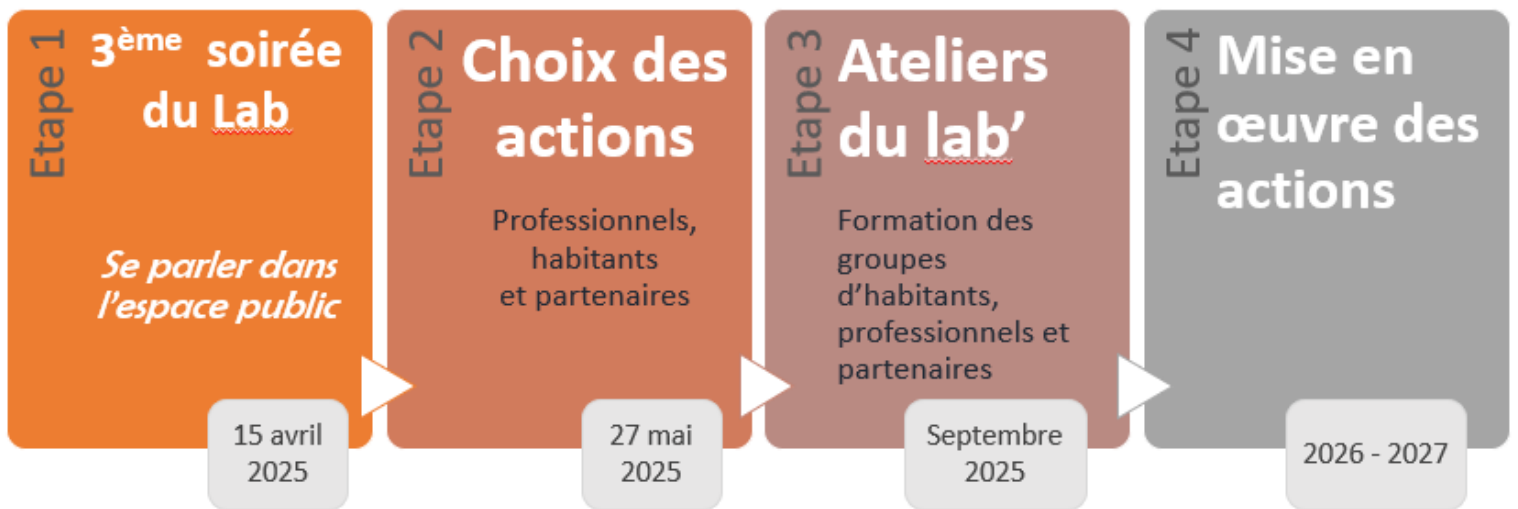 Etape 1
3ème soirée
du Lab
Se parler dans
l'espace public
15 avril
2025
Etape 2
Choix des
actions
Professionnels,
habitants
et partenaires
27 mai
2025
Etape 3
Ateliers
du lab’
Formation des
groupes
d’habitants,
professionnels et
partenaires
Septembre
2025
Etape 4
Mise en
œuvre des
actions
2026 - 2027